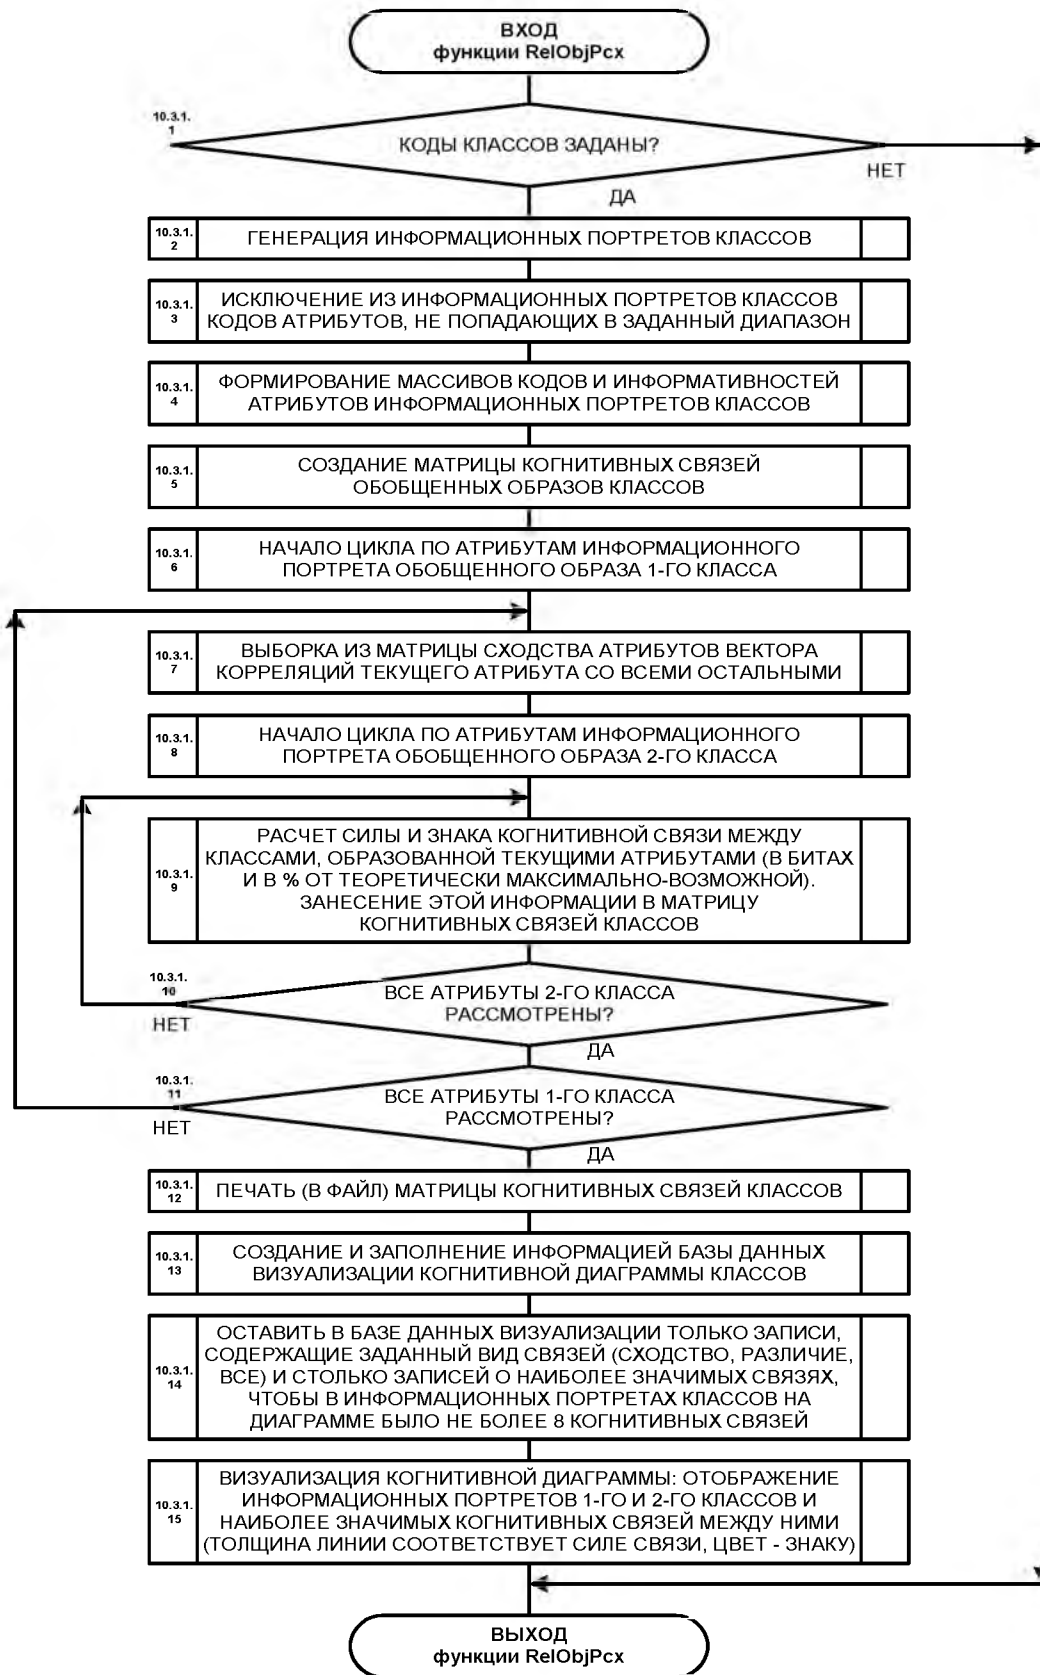 ВХОД
функции RelObjPcx
10.3.1.
1
КОДЫ КЛАССОВ ЗАДАНЫ?
НЕТ
ДА
10.3.1.
2
ГЕНЕРАЦИЯ ИНФОРМАЦИОННЫХ ПОРТРЕТОВ КЛАССОВ
10.3.1.
3
ИСКЛЮЧЕНИЕ ИЗ ИНФОРМАЦИОННЫХ ПОРТРЕТОВ КЛАССОВ
КОДОВ АТРИБУТОВ, НЕ ПОПАДАЮЩИХ В ЗАДАННЫЙ ДИАПАЗОН
10.3.1.
4
ФОРМИРОВАНИЕ МАССИВОВ КОДОВ И ИНФОРМАТИВНОСТЕЙ
АТРИБУТОВ ИНФОРМАЦИОННЫХ ПОРТРЕТОВ КЛАССОВ
10.3.1.
5
СОЗДАНИЕ МАТРИЦЫ КОГНИТИВНЫХ СВЯЗЕЙ
ОБОБЩЕННЫХ ОБРАЗОВ КЛАССОВ
10.3.1.
6
НАЧАЛО ЦИКЛА ПО АТРИБУТАМ ИНФОРМАЦИОННОГО
ПОРТРЕТА ОБОБЩЕННОГО ОБРАЗА 1-ГО КЛАССА
10.3.1.
7
ВЫБОРКА ИЗ МАТРИЦЫ СХОДСТВА АТРИБУТОВ ВЕКТОРА
КОРРЕЛЯЦИЙ ТЕКУЩЕГО АТРИБУТА СО ВСЕМИ ОСТАЛЬНЫМИ
10.3.1.
8
НАЧАЛО ЦИКЛА ПО АТРИБУТАМ ИНФОРМАЦИОННОГО
ПОРТРЕТА ОБОБЩЕННОГО ОБРАЗА 2-ГО КЛАССА
10.3.1.
9
РАСЧЕТ СИЛЫ И ЗНАКА КОГНИТИВНОЙ СВЯЗИ МЕЖДУ
КЛАССАМИ, ОБРАЗОВАННОЙ ТЕКУЩИМИ АТРИБУТАМИ (В БИТАХ
И В % ОТ ТЕОРЕТИЧЕСКИ МАКСИМАЛЬНО-ВОЗМОЖНОЙ).
ЗАНЕСЕНИЕ ЭТОЙ ИНФОРМАЦИИ В МАТРИЦУ
КОГНИТИВНЫХ СВЯЗЕЙ КЛАССОВ
10.3.1.
10
ВСЕ АТРИБУТЫ 2-ГО КЛАССА
РАССМОТРЕНЫ?
НЕТ
ДА
10.3.1.
11
ВСЕ АТРИБУТЫ 1-ГО КЛАССА
РАССМОТРЕНЫ?
НЕТ
ДА
10.3.1.
12
ПЕЧАТЬ (В ФАЙЛ) МАТРИЦЫ КОГНИТИВНЫХ СВЯЗЕЙ КЛАССОВ
10.3.1.
13
СОЗДАНИЕ И ЗАПОЛНЕНИЕ ИНФОРМАЦИЕЙ БАЗЫ ДАННЫХ
ВИЗУАЛИЗАЦИИ КОГНИТИВНОЙ ДИАГРАММЫ КЛАССОВ
10.3.1.
14
ОСТАВИТЬ В БАЗЕ ДАННЫХ ВИЗУАЛИЗАЦИИ ТОЛЬКО ЗАПИСИ,
СОДЕРЖАЩИЕ ЗАДАННЫЙ ВИД СВЯЗЕЙ (СХОДСТВО, РАЗЛИЧИЕ,
ВСЕ) И СТОЛЬКО ЗАПИСЕЙ О НАИБОЛЕЕ ЗНАЧИМЫХ СВЯЗЯХ,
ЧТОБЫ В ИНФОРМАЦИОННЫХ ПОРТРЕТАХ КЛАССОВ НА
ДИАГРАММЕ БЫЛО НЕ БОЛЕЕ 8 КОГНИТИВНЫХ СВЯЗЕЙ
10.3.1.
15
ВИЗУАЛИЗАЦИЯ КОГНИТИВНОЙ ДИАГРАММЫ: ОТОБРАЖЕНИЕ
ИНФОРМАЦИОННЫХ ПОРТРЕТОВ 1-ГО И 2-ГО КЛАССОВ И
НАИБОЛЕЕ ЗНАЧИМЫХ КОГНИТИВНЫХ СВЯЗЕЙ МЕЖДУ НИМИ
(ТОЛЩИНА ЛИНИИ СООТВЕТСТВУЕТ СИЛЕ СВЯЗИ, ЦВЕТ - ЗНАКУ)
ВЫХОД
функции RelObjPcx